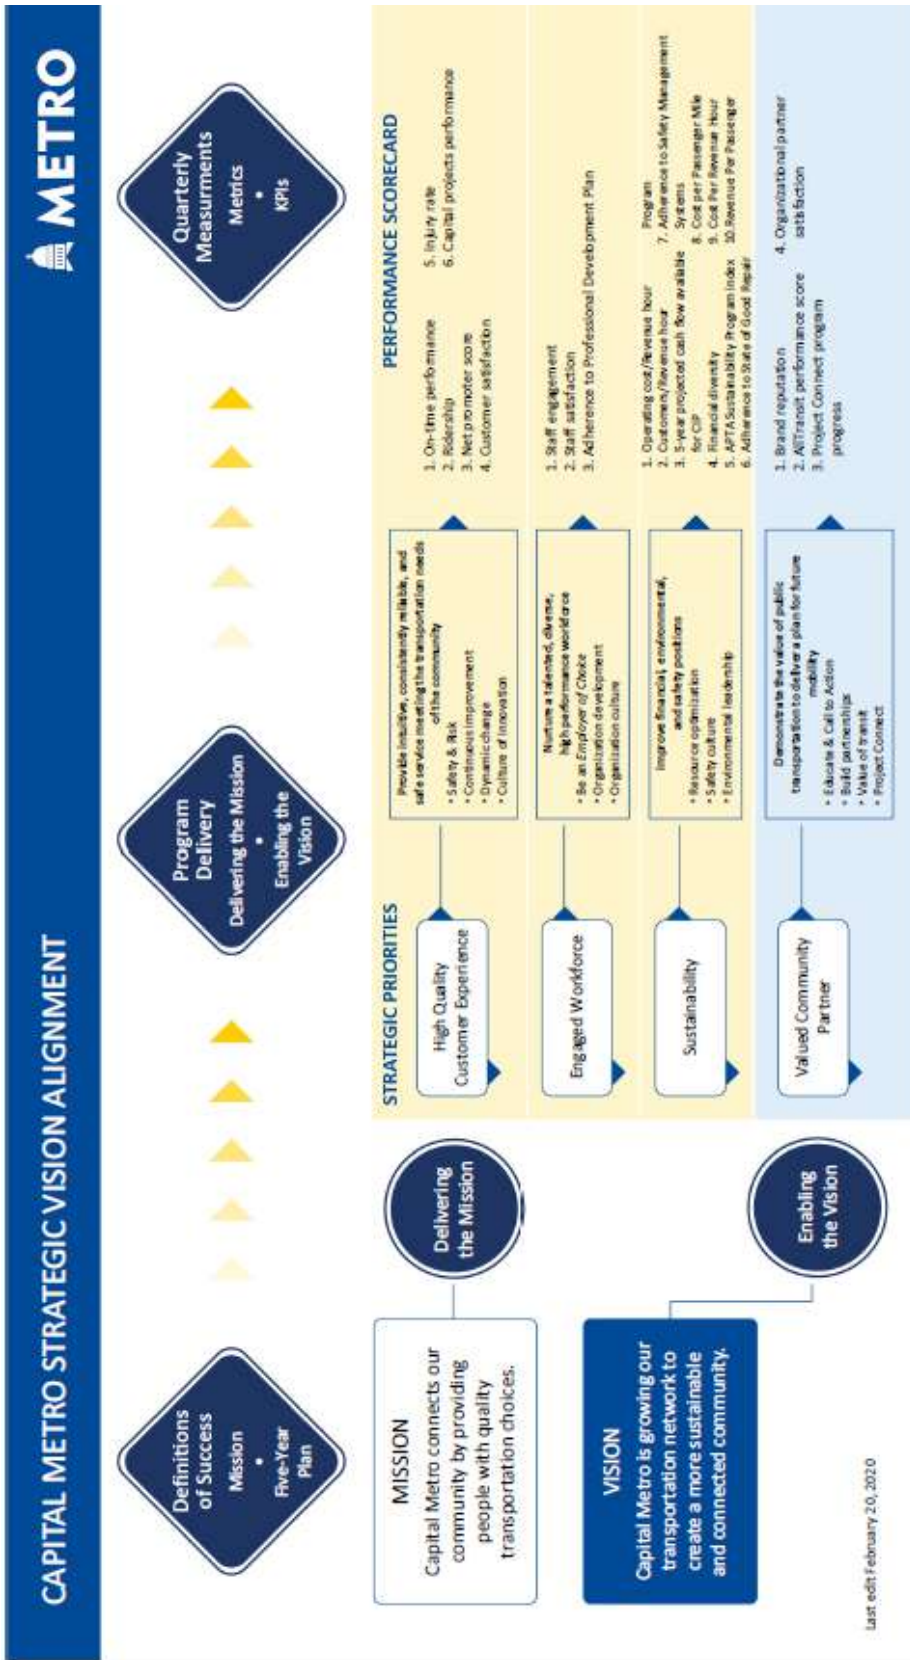 CAPITAL METRO STRATEGIC VISION ALIGNMENT
METRO
Definitions
of Success
Mission
•
Five-Year
Plan
Program
Delivery
Delivering the Mission
•
Enabling the
Vision
Quarterly
Measurments
Metrics
•
KPIs
MISSION
Capital Metro connects our
community by providing
people with quality
transportation choices.
VISION
Capital Metro is growing our
transportation network to
create a more sustainable
and connected community.
Delivering
the Mission
Enabling
the Vision
STRATEGIC PRIORITIES
PERFORMANCE SCORECARD
High Quality
Customer Experience
Provide intuitive, consistently reliable, and
safe service meeting the transportation needs
of the community
• Safety & Risk
• Continuous improvement
• Dynamic change
• Culture of innovation
1. On-time performance
2. Ridership
3. Net promoter score
4. Customer satisfaction
5. Injury rate
6. Capital projects performance
Engaged Workforce
Nurture a talented, diverse,
high performance workforce
• Be an Employer of Choice
• Organization development
• Organization culture
1. Staff engagement
2. Staff satisfaction
3. Adherence to Professional Development Plan
Sustainability
Improve financial, environmental,
and safety positions
• Resource optimization
• Safety culture
• Environmental leadership
1. Operating cost/Revenue hour
2. Customers/Revenue hour
3. 5-year projected cash flow available
for CIP
4. Financial diversity
5. APTA Sustainability Program Index
6. Adherence to State of Good Repair
Program
7. Adherence to Safety Management
Systems
8. Cost per Passenger Mile
9. Cost Per Revenue Hour
10. Revenue Per Passenger
Valued Community
Partner
Demonstrate the value of public
transportation to deliver a plan for future
mobility
• Educate & Call to Action
• Build partnerships
• Value of transit
• Project Connect
1. Brand reputation
2. AllTransit performance score
3. Project Connect program
progress
4. Organizational partner
satisfaction
Last edit February 20, 2020